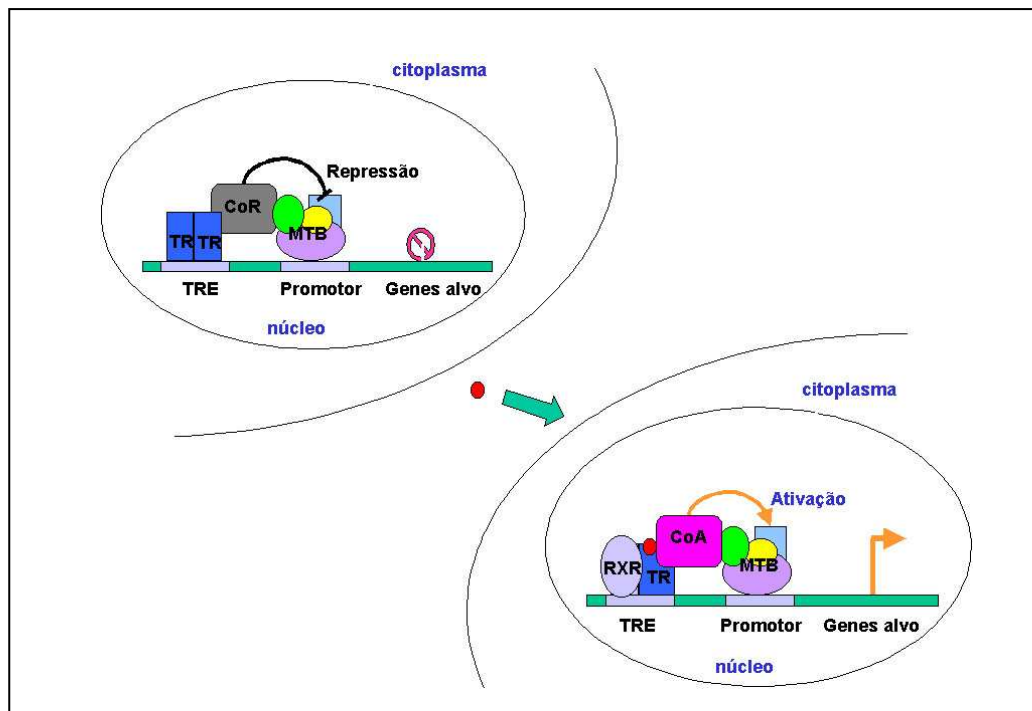 citoplasma
Repressão
CoR
TR TR
MTB
TRE Promotor Genes alvo
núcleo
citoplasma
Ativação
CoA
RXR TR MTB
TRE Promotor Genes alvo
núcleo